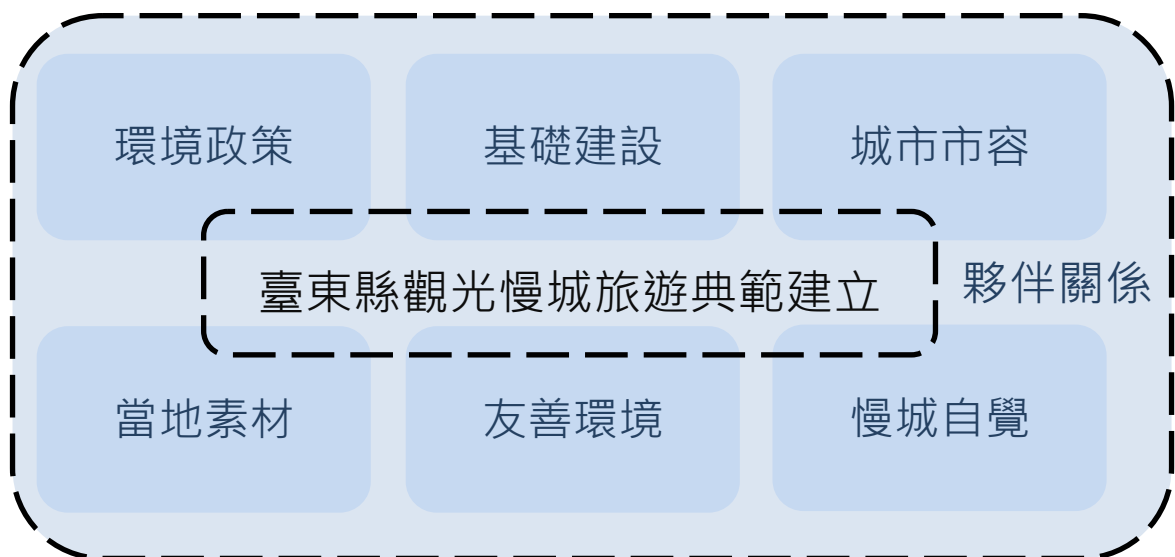 環境政策
基礎建設
城市市容
臺東縣觀光慢城旅遊典範建立
夥伴關係
當地素材
友善環境
慢城自覺